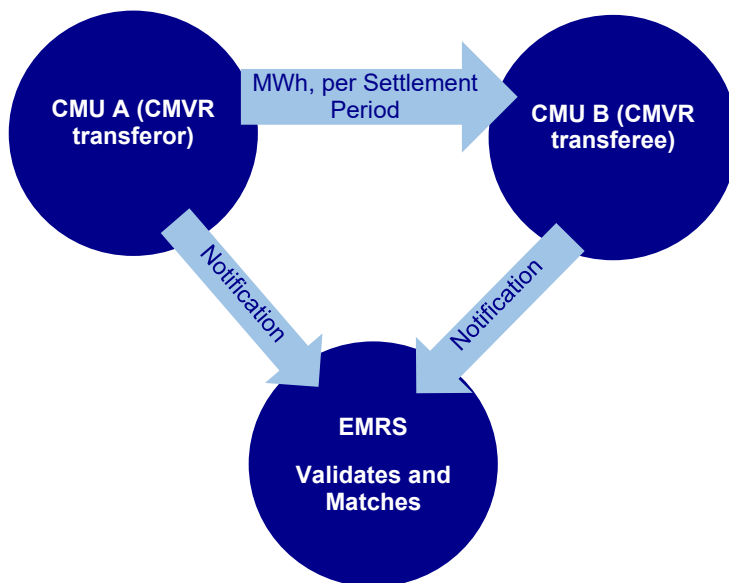 CMU A (CMVR
transferor)
MWh, per Settlement
Period
CMU B (CMVR
transferee)
Notification
Notification
EMRS
Validates and
Matches